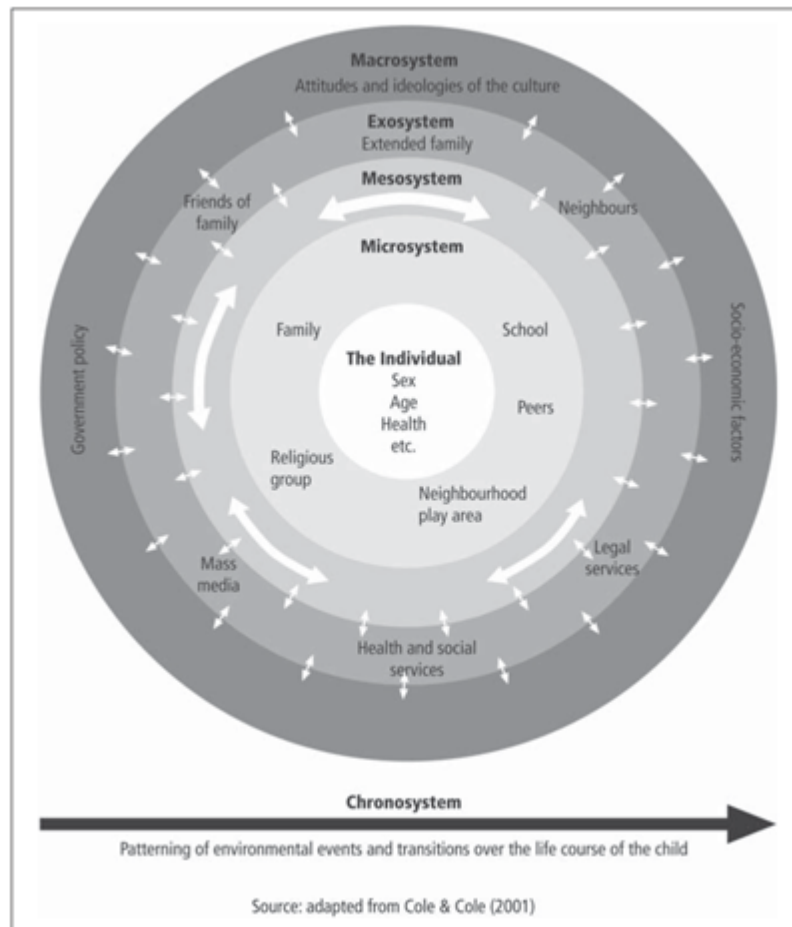 Macrosystem
Attitudes and ideologies of the culture
Exosystem
Extended family
Mesosystem
Friends of
family
Neighbours
Microsystem
Family
School
The Individual
Sex
Age
Health
etc.
Peers
Government policy
Socio-economic factors
Religious
group
Neighbourhood
play area
Mass
media
Legal
services
Health and social
services
Chronosystem
Patterning of environmental events and transitions over the life course of the child
Source: adapted from Cole & Cole (2001)